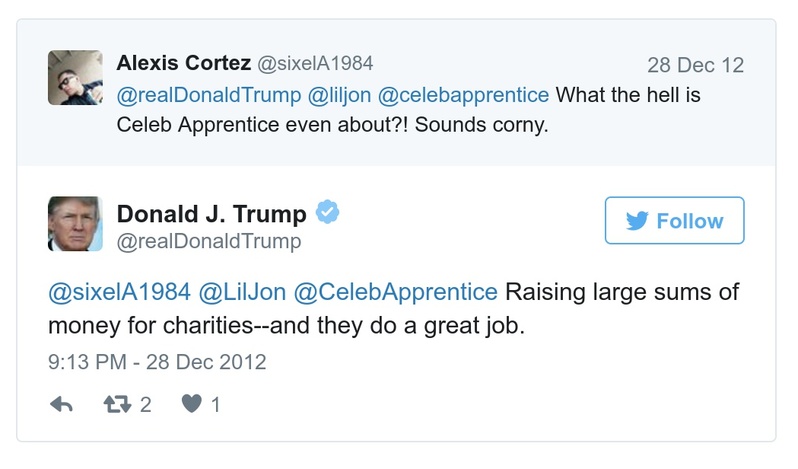 Alexis Cortez @sixelA1984 28 Dec 12
@realDonaldTrump @liljon @celebapprentice What the hell is
Celeb Apprentice even about?! Sounds corny.
Donald J. Trump
@realDonaldTrump
Follow
@sixelA1984 @LilJon @CelebApprentice Raising large sums of
money for charities--and they do a great job.
9:13 PM - 28 Dec 2012
2 1